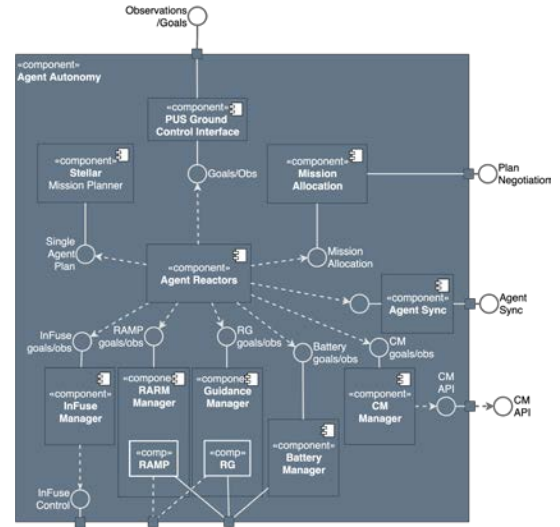 Observations
/Goals
«component»
Agent Autonomy
«component»
PUS Ground
Control Interface
«component»
Stellar
Mission Planner
Goals/Obs
«component»
Mission
Allocation
Plan
Negotiation
Single
Agent
Plan
«component»
Agent Reactors
Mission
Allocation
«component»
Agent Sync
Agent
Sync
InFuse
goals/obs
RARM
goals/obs
RG
goals/obs
Battery
goals/obs
CM
goals/obs
«component»
InFuse
Manager
«compone
RARM
Manager
«component
Guidance
Manager
«component»
CM
Manager
CM
API
CM
API
«comp»
RAMP
«comp»
RG
«component»
Battery
Manager
InFuse
Control